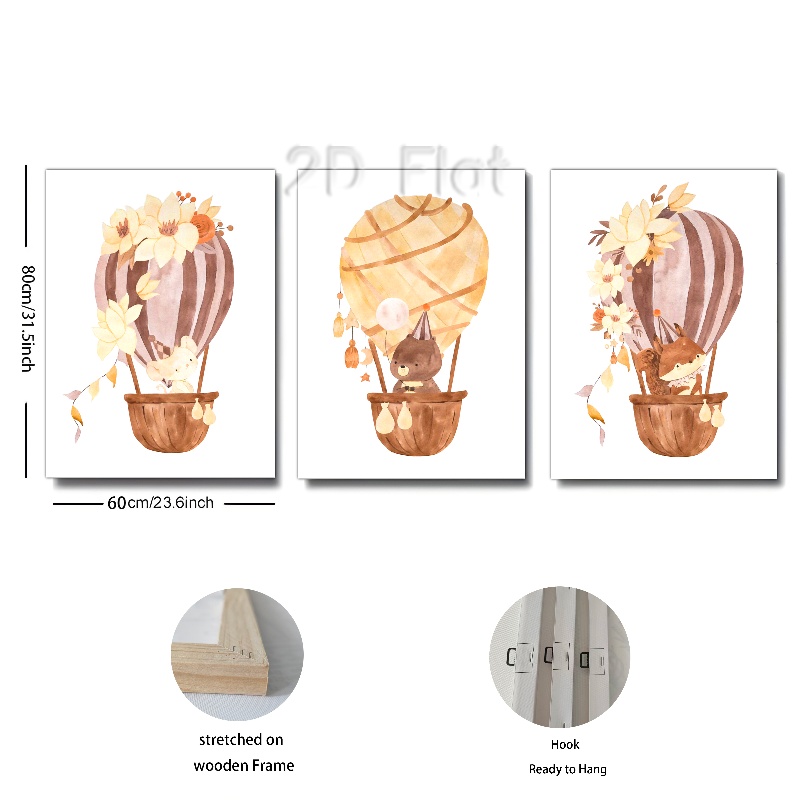 2D Flat
80cm/31.5inch
60cm/23.6inch
stretched on
wooden Frame
Hook
Ready to Hang